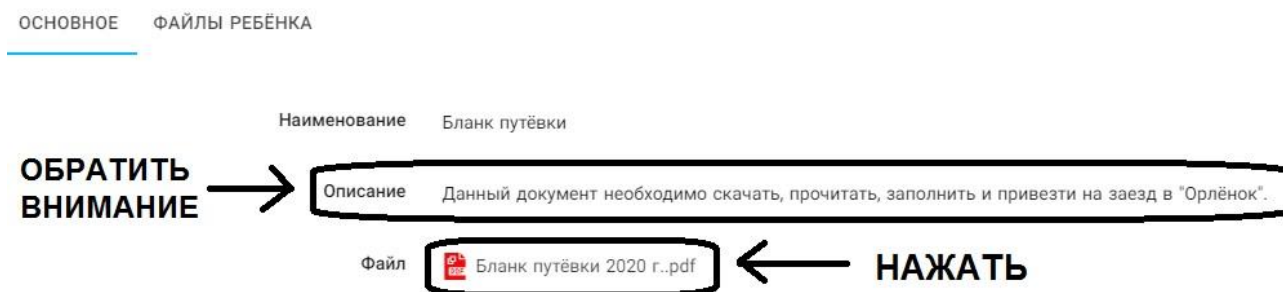 ОСНОВНОЕ ФАЙЛЫ РЕБЁНКА
Наименование Бланк путёвки
ОБРАТИТЬ
ВНИМАНИЕ
Описание Данный документ необходимо скачать, прочитать, заполнить и привезти на заезд в "Орлёнок".
Файл Бланк путёвки 2020 г..pdf НАЖАТЬ